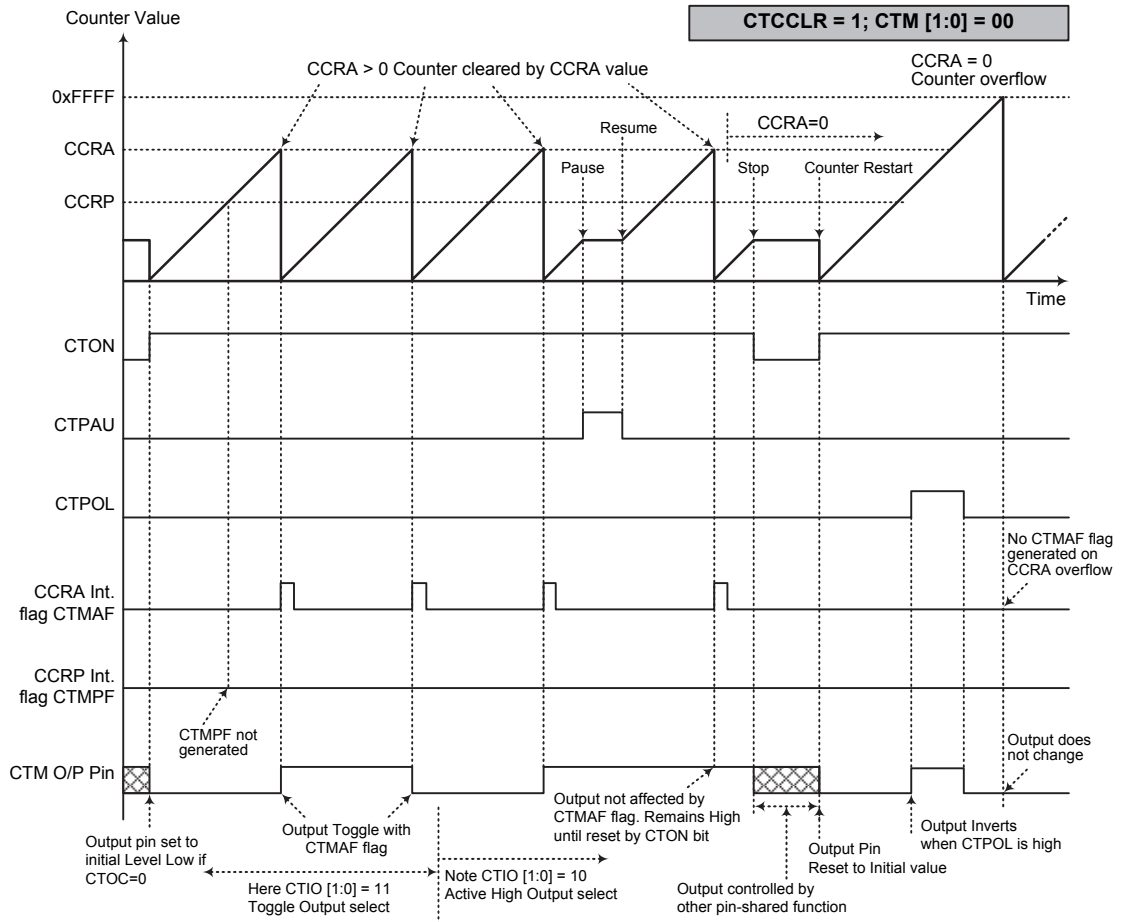 Counter Value
CTCCLR = 1; CTM [1:0] = 00
CCRA > 0 Counter cleared by CCRA value
CCRA = 0
Counter overflow
0xFFFF
Resume
CCRA=0
CCRA
Pause
Stop
Counter Restart
CCRP
Time
CTON
CTPAU
CTPOL
No CTMAF flag
generated on
CCRA overflow
CCRA Int.
flag CTMAF
CCRP Int.
flag CTMPF
CTMPF not
generated
Output does
not change
CTM O/P Pin
Output pin set to
initial Level Low if
CTOC=0
Output Toggle with
CTMAF flag
Output not affected by
CTMAF flag. Remains High
until reset by CTON bit
Output Inverts
when CTPOL is high
Output Pin
Reset to Initial value
Here CTIO [1:0] = 11
Toggle Output select
Note CTIO [1:0] = 10
Active High Output select
Output controlled by
other pin-shared function